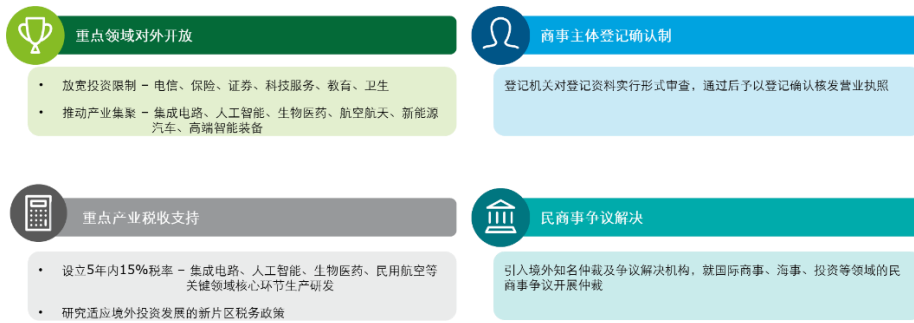 重点领域对外开放
• 放宽投资限制 – 电信、保险、证券、科技服务、教育、卫生
• 推动产业集聚 – 集成电路、人工智能、生物医药、航空航天、新能源
汽车、高端智能装备
商事主体登记确认制
登记机关对登记资料实行形式审查，通过后予以登记确认核发营业执照
重点产业税收支持
• 设立5年内15%税率 – 集成电路、人工智能、生物医药、民用航空等
关键领域核心环节生产研发
• 研究适应境外投资发展的新片区税务政策
民商事争议解决
引入境外知名仲裁及争议解决机构，就国际商事、海事、投资等领域的民
商事争议开展仲裁